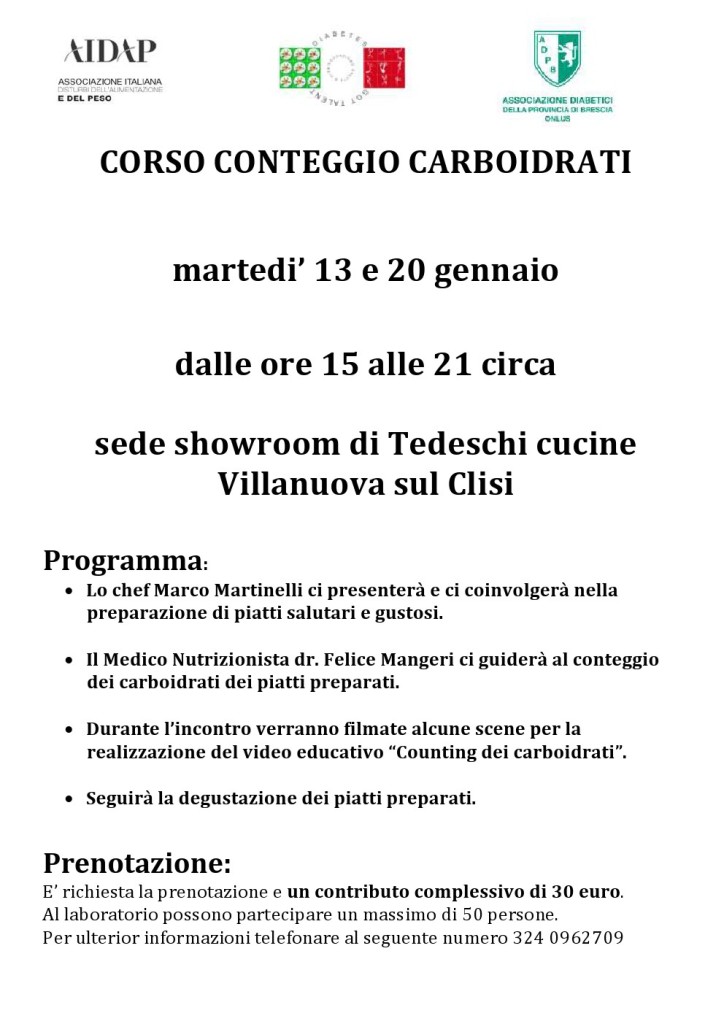 AIDAP
ASSOCIAZIONE ITALIANA
DISTURBI DELL'ALIMENTAZIONE
E DEL PESO
DIABETES
GOT TALENT
A
D
P
B
ASSOCIAZIONE DIABETICI
DELLA PROVINCIA DI BRESCIA
ONLUS
CORSO CONTEGGIO CARBOIDRATI
martedi’ 13 e 20 gennaio
dalle ore 15 alle 21 circa
sede showroom di Tedeschi cucine
Villanuova sul Clisi
Programma:
• Lo chef Marco Martinelli ci presenterà e ci coinvolgerà nella
preparazione di piatti salutari e gustosi.
• Il Medico Nutrizionista dr. Felice Mangeri ci guiderà al conteggio
dei carboidrati dei piatti preparati.
• Durante l’incontro verranno filmate alcune scene per la
realizzazione del video educativo “Counting dei carboidrati”.
• Seguirà la degustazione dei piatti preparati.
Prenotazione:
E’ richiesta la prenotazione e un contributo complessivo di 30 euro.
Al laboratorio possono partecipare un massimo di 50 persone.
Per ulterior informazioni telefonare al seguente numero 324 0962709